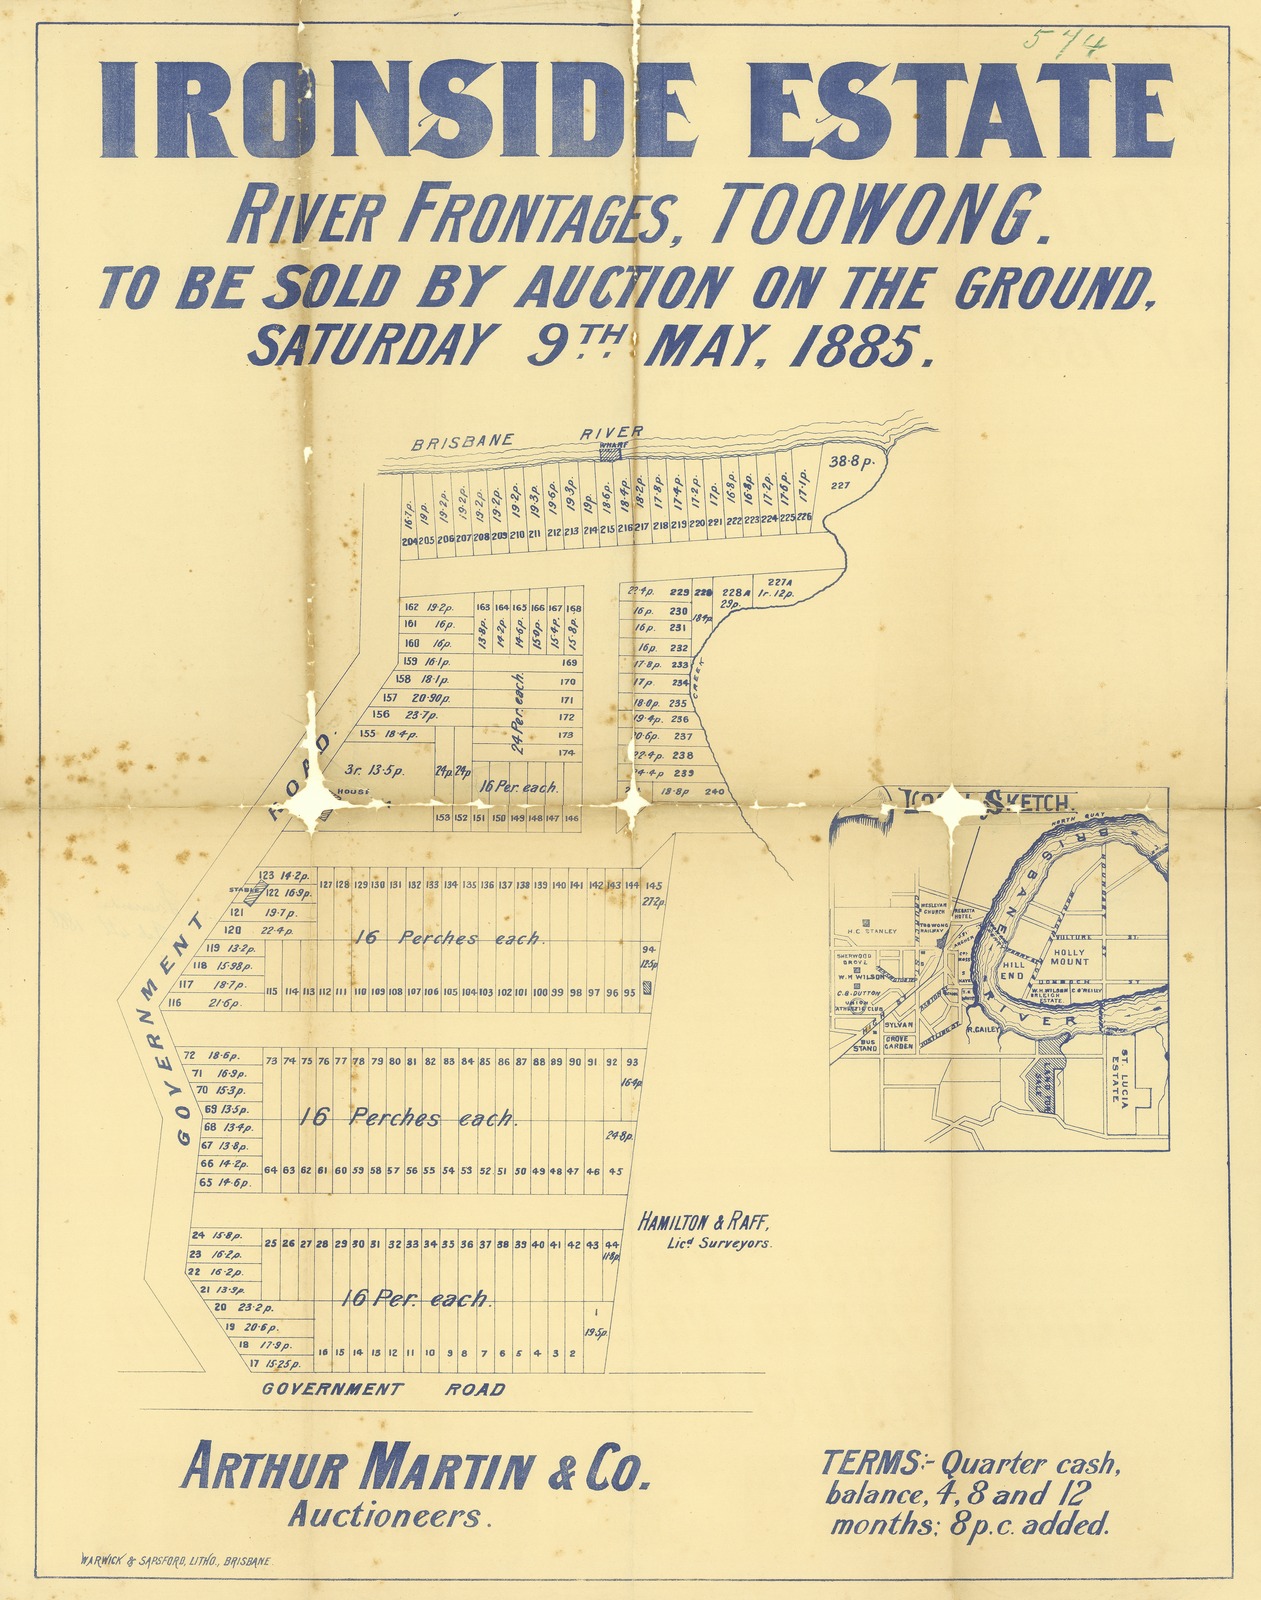 574
IRONSIDE ESTATE
RIVER FRONTAGES, TOOWONG.
TO BE SOLD BY AUCTION ON THE GROUND,
SATURDAY 9TH. MAY, 1885.
BRISBANE RIVER
WHARF
38·8p.
227
16·7p. 19p. 19·2p. 19·2p. 19·2p. 19·2p. 19·2p. 19·3p. 19·6p. 19·3p. 19p. 18·6p. 18·4p. 18·2p. 17·8p. 17·4p. 17·2p. 17p. 16·8p. 16·8p. 17·2p. 17·6p. 17·1p.
204 205 206 207 208 209 210 211 212 213 214 215 216 217 218 219 220 221 222 223 224 225 226
227A
1r. 12p.
228A
29p.
22·4p. 229
18·4p.
16p. 230
16p. 231
16p. 232
17·8p. 233
17p. 234
18·0p. 235
19·4p. 236
20·6p. 237
22·4p. 238
24·4p 239
18·8p 240
CREEK
162 19·2p.
161 16p.
160 16p.
159 16·1p.
158 18·1p.
157 20·90p.
156 23·7p.
155 18·4p.
163 164 165 166 167 168
13·8p. 14·2p. 14·6p. 15·0p. 15·4p. 15·8p.
169
170
171
172
173
174
24 Per. each.
3r. 13·5p.
24p. 24p
16 Per. each.
HOUSE
153 152 151 150 149 148 147 146
ROAD.
123 14·2p.
STABLE
122 16·9p.
121 19·7p.
120 22·4p.
119 13·2p.
118 15·98p.
117 18·7p.
116 21·6p.
127 128 129 130 131 132 133 134 135 136 137 138 139 140 141 142 143 144 145
27·2p.
16 Perches each.
94
12·5p
115 114 113 112 111 110 109 108 107 106 105 104 103 102 101 100 99 98 97 96 95
GOVERNMENT
72 18·6p.
71 16·9p.
70 15·3p.
69 13·5p.
68 13·4p.
67 13·8p.
66 14·2p.
65 14·6p.
73 74 75 76 77 78 79 80 81 82 83 84 85 86 87 88 89 90 91 92 93
16·4p
16 Perches each.
24·8p.
64 63 62 61 60 59 58 57 56 55 54 53 52 51 50 49 48 47 46 45
24 15·8p.
23 16·2p.
22 16·2p.
21 13·9p.
20 23·2p.
19 20·6p.
18 17·9p.
17 15·25p.
25 26 27 28 29 30 31 32 33 34 35 36 37 38 39 40 41 42 43 44
11·8p.
16 Per. each.
1
19·5p.
16 15 14 13 12 11 10 9 8 7 6 5 4 3 2
GOVERNMENT ROAD
HAMILTON & RAFF,
Licd Surveyors.
SKETCH.
NORTH QUAY
BRISBANE
RIVER
BOUNDARY
WESLEYAN CHURCH
REGATTA HOTEL
TOOWONG RAILWAY
H.C. STANLEY
SHERWOOD GROVE
W.M WILSON
C.B. DUTTON
UNION ATHLETIC CLUB
BUS STAND
SYLVAN
GROVE
GARDEN
R.GAILEY
HILL END
HOLLY MOUNT
VULTURE ST.
ST.
ESTATE
LAND FOR SALE
ST. LUCIA ESTATE
ARTHUR MARTIN & CO.
Auctioneers.
TERMS:- Quarter cash,
balance, 4, 8 and 12
months; 8 p.c. added.
WARWICK & SAPSFORD, LITHO., BRISBANE.